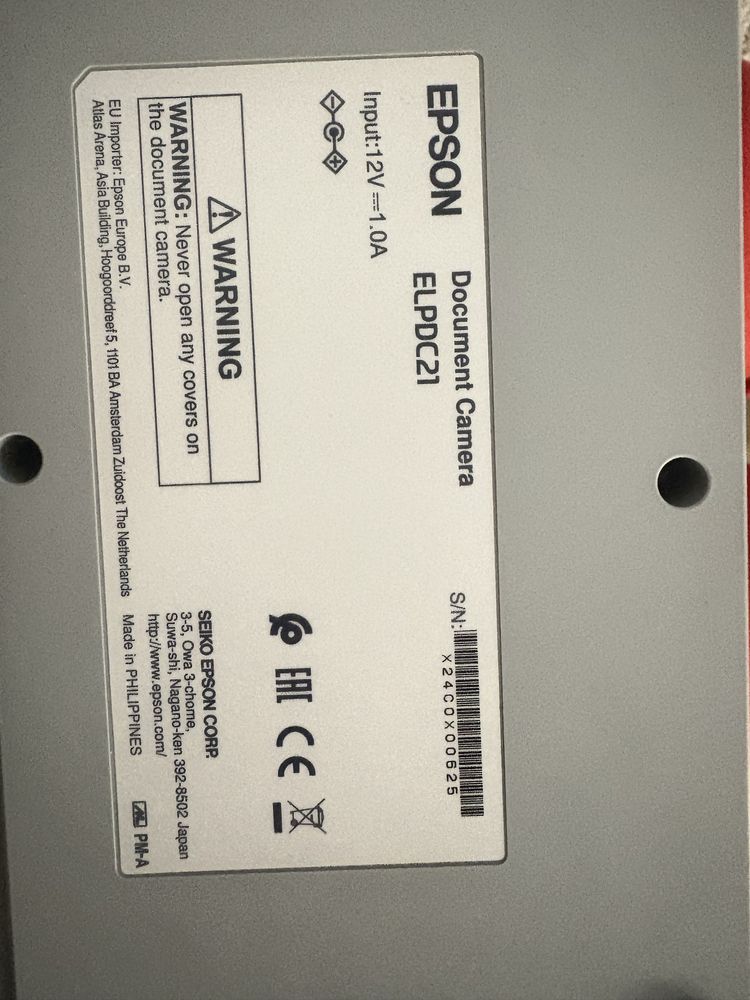 EPSON
Document Camera
ELPDC21
S/N:
X24C0X00625
Input:12V⎓1.0A
WARNING
WARNING: Never open any covers on
the document camera.
EAC CE
EU Importer: Epson Europe B.V.
Atlas Arena, Asia Building, Hoogoorddreef 5, 1101 BA Amsterdam Zuidoost The Netherlands
SEIKO EPSON CORP.
3-5, Owa 3-chome,
Suwa-shi, Nagano-ken 392-8502 Japan
http://www.epson.com/
Made in PHILIPPINES
PM-A